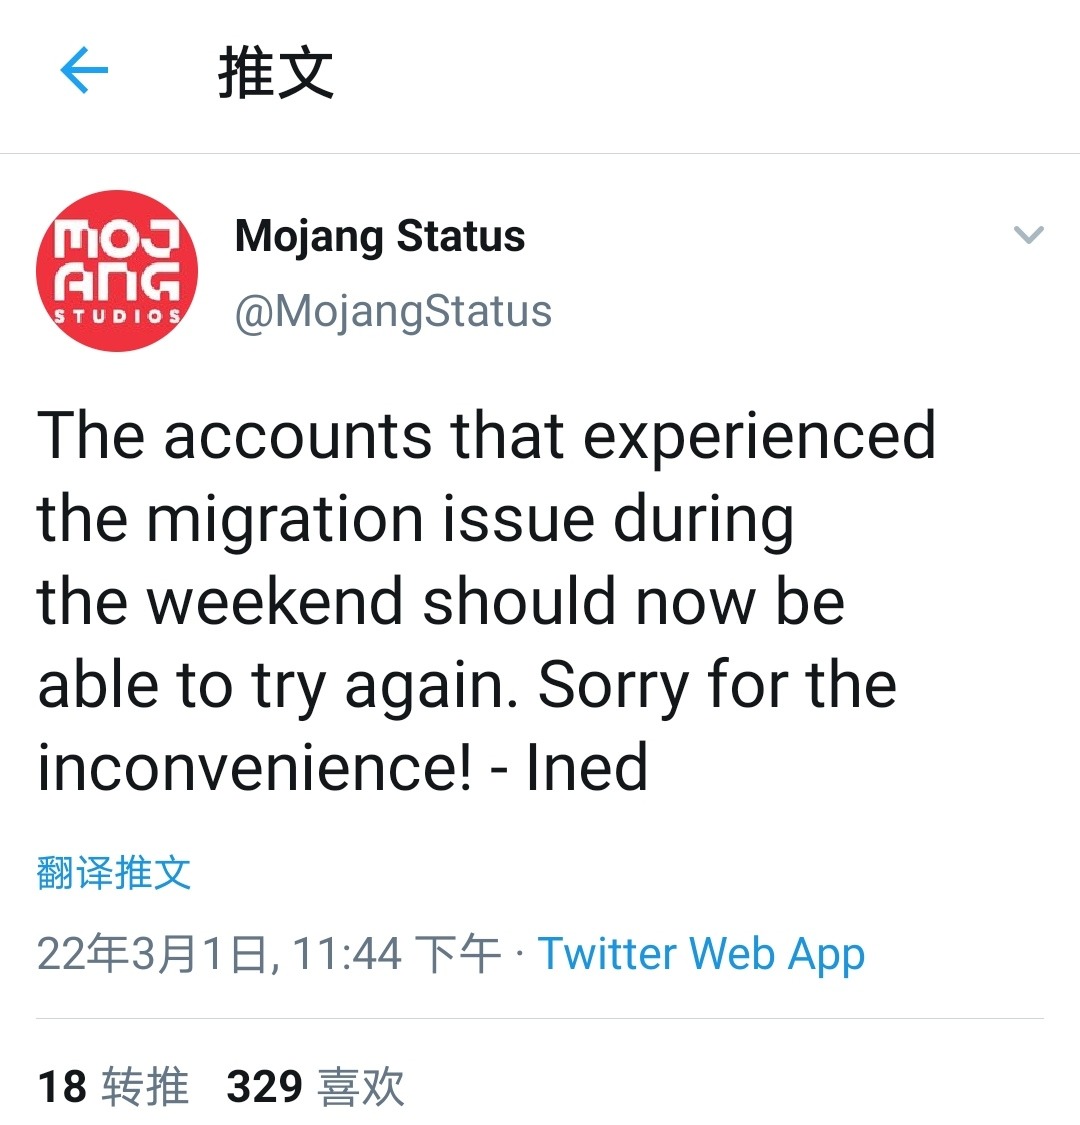 推文
MOJ
ANG
STUDIOS
Mojang Status
@MojangStatus
The accounts that experienced
the migration issue during
the weekend should now be
able to try again. Sorry for the
inconvenience! - Ined
翻译推文
22年3月1日, 11:44 下午 · Twitter Web App
18 转推 329 喜欢